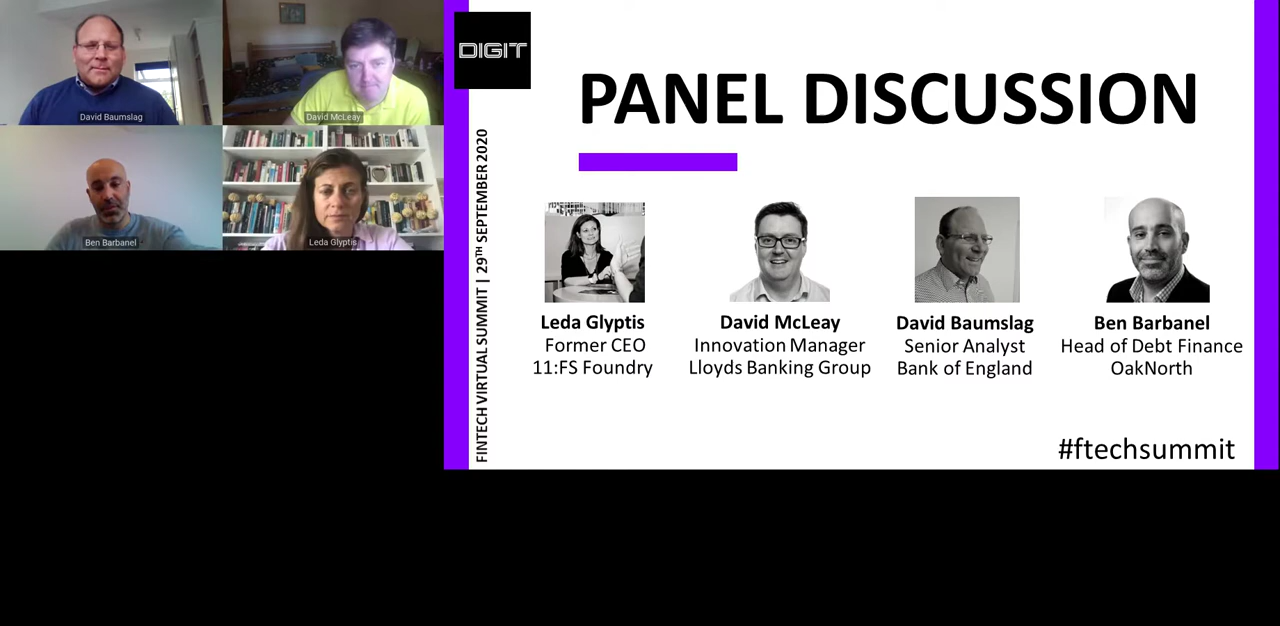 David Baumslag
David McLeay
Ben Barbanel
Leda Glyptis
DIGIT
FINTECH VIRTUAL SUMMIT | 29TH SEPTEMBER 2020
PANEL DISCUSSION
Leda Glyptis
Former CEO
11:FS Foundry
David McLeay
Innovation Manager
Lloyds Banking Group
David Baumslag
Senior Analyst
Bank of England
Ben Barbanel
Head of Debt Finance
OakNorth
#ftechsummit